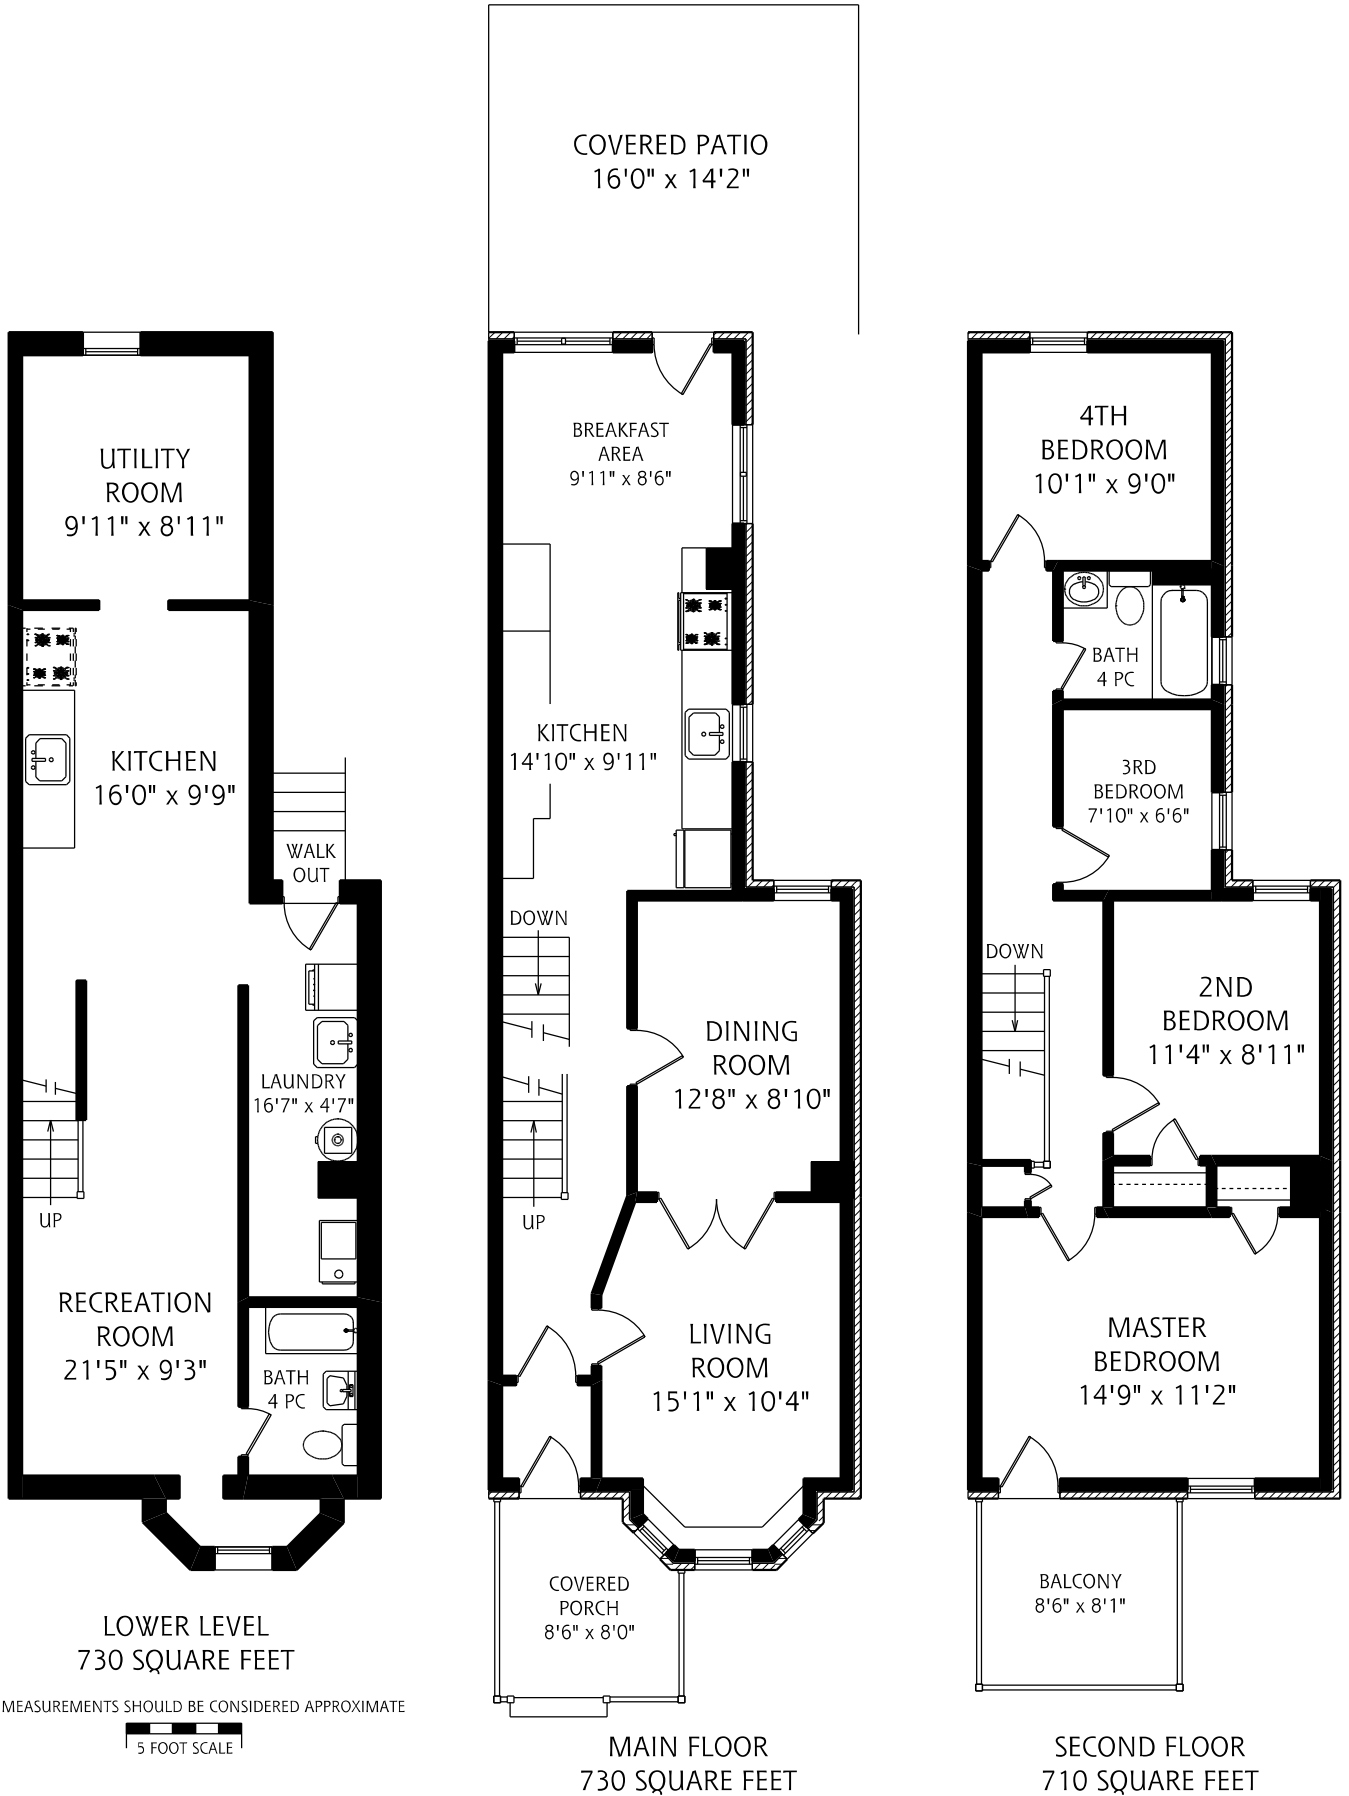 COVERED PATIO
16'0" x 14'2"
UTILITY
ROOM
9'11" x 8'11"
KITCHEN
16'0" x 9'9"
WALK
OUT
LAUNDRY
16'7" x 4'7"
UP
RECREATION
ROOM
21'5" x 9'3"
BATH
4 PC
LOWER LEVEL
730 SQUARE FEET
MEASUREMENTS SHOULD BE CONSIDERED APPROXIMATE
5 FOOT SCALE
BREAKFAST
AREA
9'11" x 8'6"
KITCHEN
14'10" x 9'11"
DOWN
DINING
ROOM
12'8" x 8'10"
UP
LIVING
ROOM
15'1" x 10'4"
COVERED
PORCH
8'6" x 8'0"
MAIN FLOOR
730 SQUARE FEET
4TH
BEDROOM
10'1" x 9'0"
BATH
4 PC
3RD
BEDROOM
7'10" x 6'6"
DOWN
2ND
BEDROOM
11'4" x 8'11"
MASTER
BEDROOM
14'9" x 11'2"
BALCONY
8'6" x 8'1"
SECOND FLOOR
710 SQUARE FEET